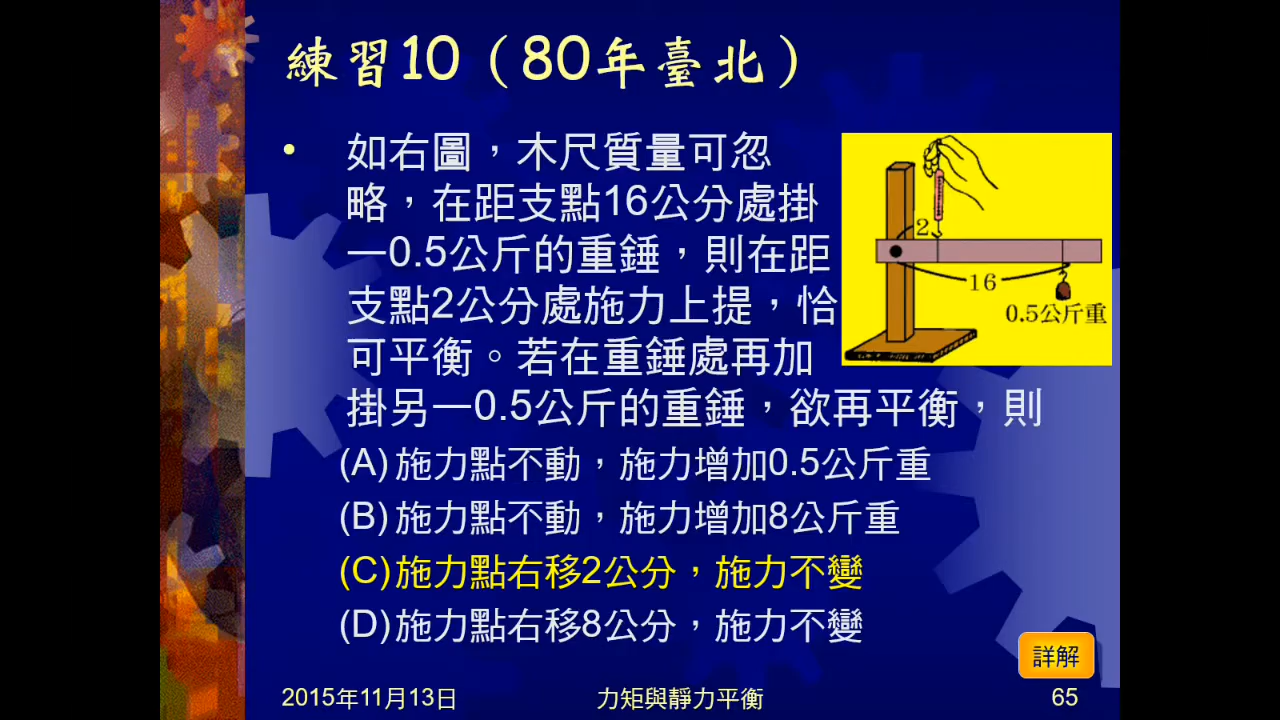 練習10（80年臺北）
• 如右圖，木尺質量可忽
略，在距支點16公分處掛
一0.5公斤的重錘，則在距
支點2公分處施力上提，恰
可平衡。若在重錘處再加
掛另一0.5公斤的重錘，欲再平衡，則
2
16
0.5公斤重
(A)施力點不動，施力增加0.5公斤重
(B)施力點不動，施力增加8公斤重
(C)施力點右移2公分，施力不變
(D)施力點右移8公分，施力不變
詳解
2015年11月13日
力矩與靜力平衡
65